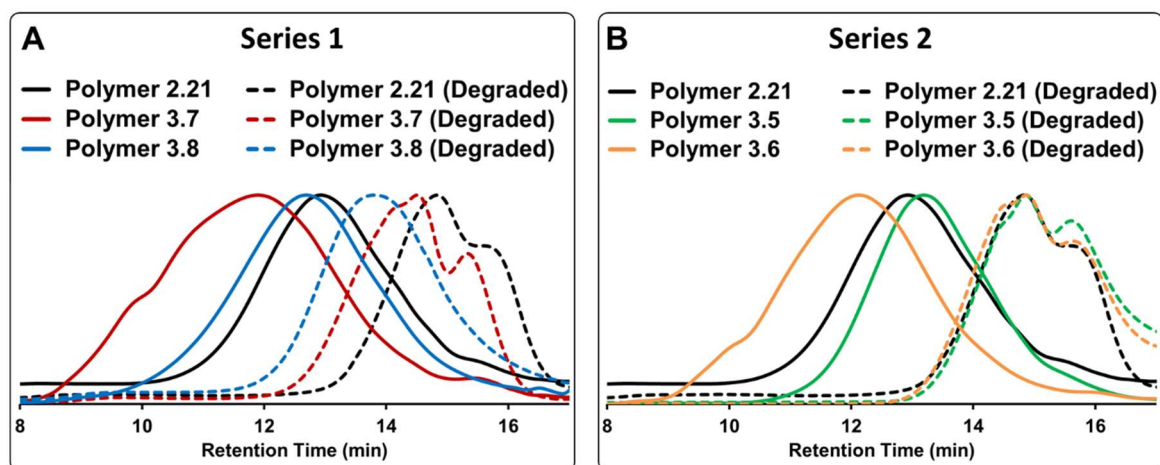 A Series 1
Polymer 2.21 Polymer 2.21 (Degraded)
Polymer 3.7 Polymer 3.7 (Degraded)
Polymer 3.8 Polymer 3.8 (Degraded)
8 10 12 14 16
Retention Time (min)
B Series 2
Polymer 2.21 Polymer 2.21 (Degraded)
Polymer 3.5 Polymer 3.5 (Degraded)
Polymer 3.6 Polymer 3.6 (Degraded)
8 10 12 14 16
Retention Time (min)